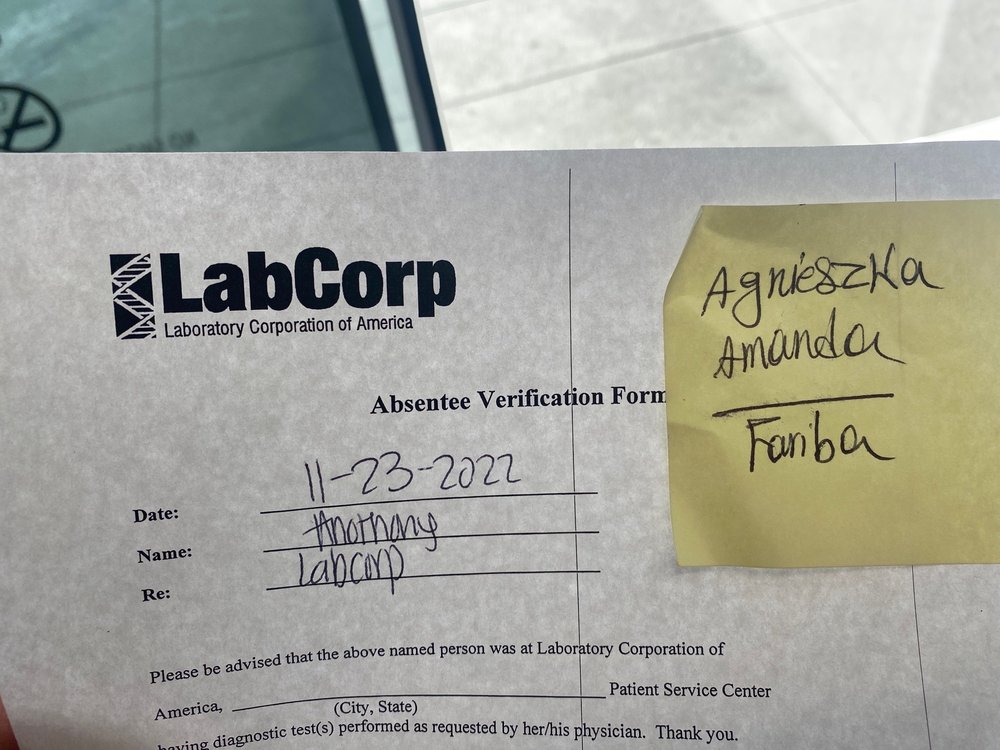 LabCorp
Laboratory Corporation of America
Agnieszka
Amanda
Fariba
Absentee Verification Form
Date: 11-23-2022
Name: Anothony
Re: Labcorp
Please be advised that the above named person was at Laboratory Corporation of
America, Patient Service Center
(City, State)
having diagnostic test(s) performed as requested by her/his physician. Thank you.